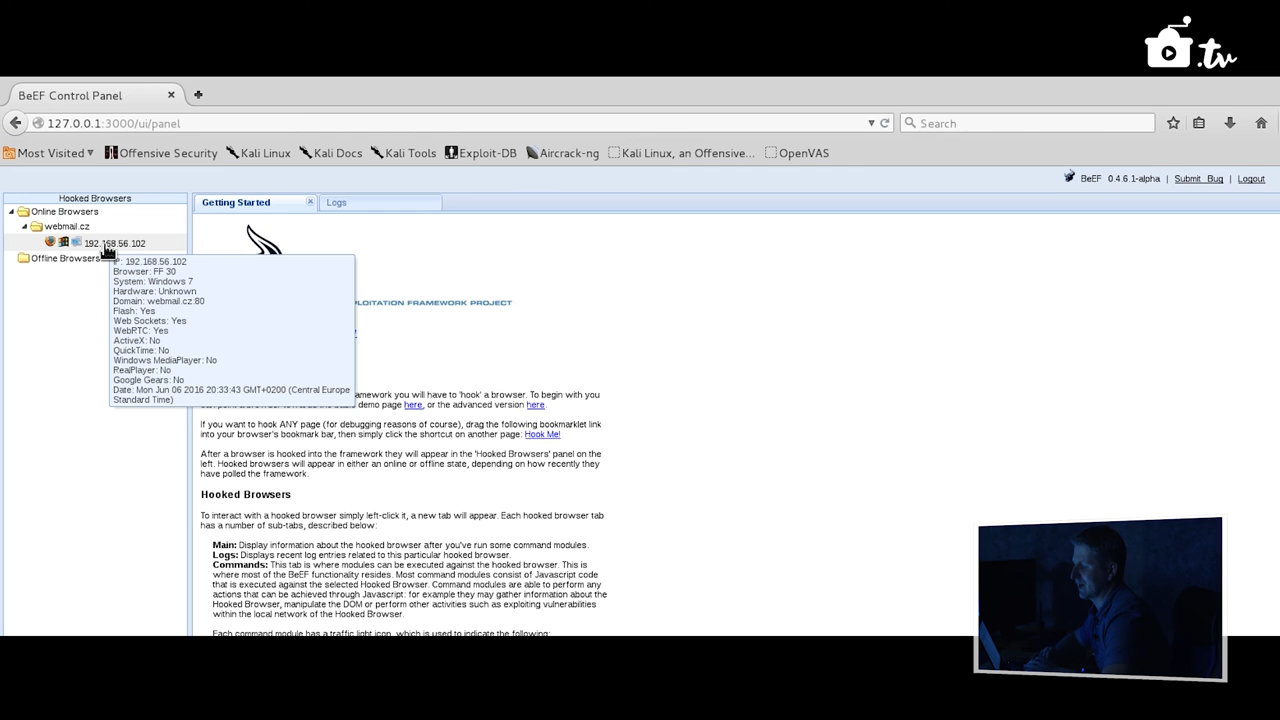 .tv
BeEF Control Panel
127.0.0.1:3000/ui/panel
Search
Most Visited
Offensive Security
Kali Linux
Kali Docs
Kali Tools
Exploit-DB
Aircrack-ng
Kali Linux, an Offensive...
OpenVAS
BeEF 0.4.6.1-alpha | Submit Bug | Logout
Hooked Browsers
Online Browsers
webmail.cz
192.168.56.102
Offline Browsers
: 192.168.56.102
Browser: FF 30
System: Windows 7
Hardware: Unknown
Domain: webmail.cz:80
Flash: Yes
Web Sockets: Yes
WebRTC: Yes
ActiveX: No
QuickTime: No
Windows MediaPlayer: No
RealPlayer: No
Google Gears: No
Date: Mon Jun 06 2016 20:33:43 GMT+0200 (Central Europe
Standard Time)
Getting Started
Logs
PLOITATION FRAMEWORK PROJECT
amework you will have to 'hook' a browser. To begin with you
demo page here, or the advanced version here.
If you want to hook ANY page (for debugging reasons of course), drag the following bookmarklet link
into your browser's bookmark bar, then simply click the shortcut on another page: Hook Me!
After a browser is hooked into the framework they will appear in the 'Hooked Browsers' panel on the
left. Hooked browsers will appear in either an online or offline state, depending on how recently they
have polled the framework.
Hooked Browsers
To interact with a hooked browser simply left-click it, a new tab will appear. Each hooked browser tab
has a number of sub-tabs, described below:
Main: Display information about the hooked browser after you've run some command modules.
Logs: Displays recent log entries related to this particular hooked browser.
Commands: This tab is where modules can be executed against the hooked browser. This is
where most of the BeEF functionality resides. Most command modules consist of Javascript code
that is executed against the selected Hooked Browser. Command modules are able to perform any
actions that can be achieved through Javascript: for example they may gather information about the
Hooked Browser, manipulate the DOM or perform other activities such as exploiting vulnerabilities
within the local network of the Hooked Browser.
Each command module has a traffic light icon, which is used to indicate the following: